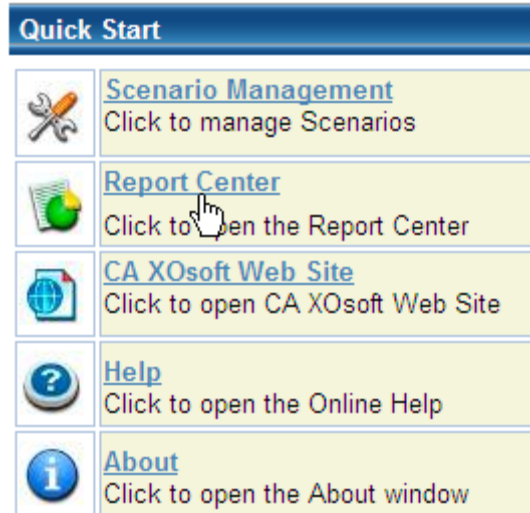 Quick Start
Scenario Management
Click to manage Scenarios
Report Center
Click to open the Report Center
CA XOsoft Web Site
Click to open CA XOsoft Web Site
Help
Click to open the Online Help
About
Click to open the About window